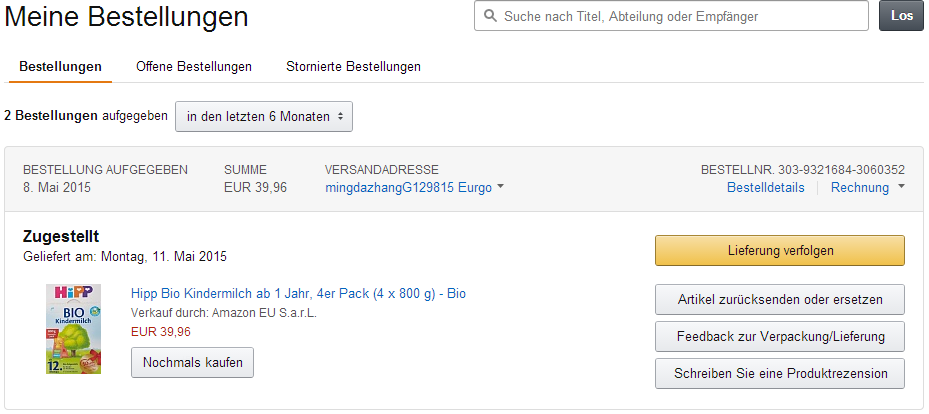 Meine Bestellungen
Suche nach Titel, Abteilung oder Empfänger
Los
Bestellungen
Offene Bestellungen
Stornierte Bestellungen
2 Bestellungen aufgegeben
in den letzten 6 Monaten
BESTELLUNG AUFGEGEBEN
8. Mai 2015
SUMME
EUR 39,96
VERSANDADRESSE
mingdazhangG129815 Eurgo
BESTELLNR. 303-9321684-3060352
Bestelldetails
Rechnung
Zugestellt
Geliefert am: Montag, 11. Mai 2015
HiPP
BIO
Kindermilch
12.
Hipp Bio Kindermilch ab 1 Jahr, 4er Pack (4 x 800 g) - Bio
Verkauf durch: Amazon EU S.a.r.L.
EUR 39,96
Nochmals kaufen
Lieferung verfolgen
Artikel zurücksenden oder ersetzen
Feedback zur Verpackung/Lieferung
Schreiben Sie eine Produktrezension